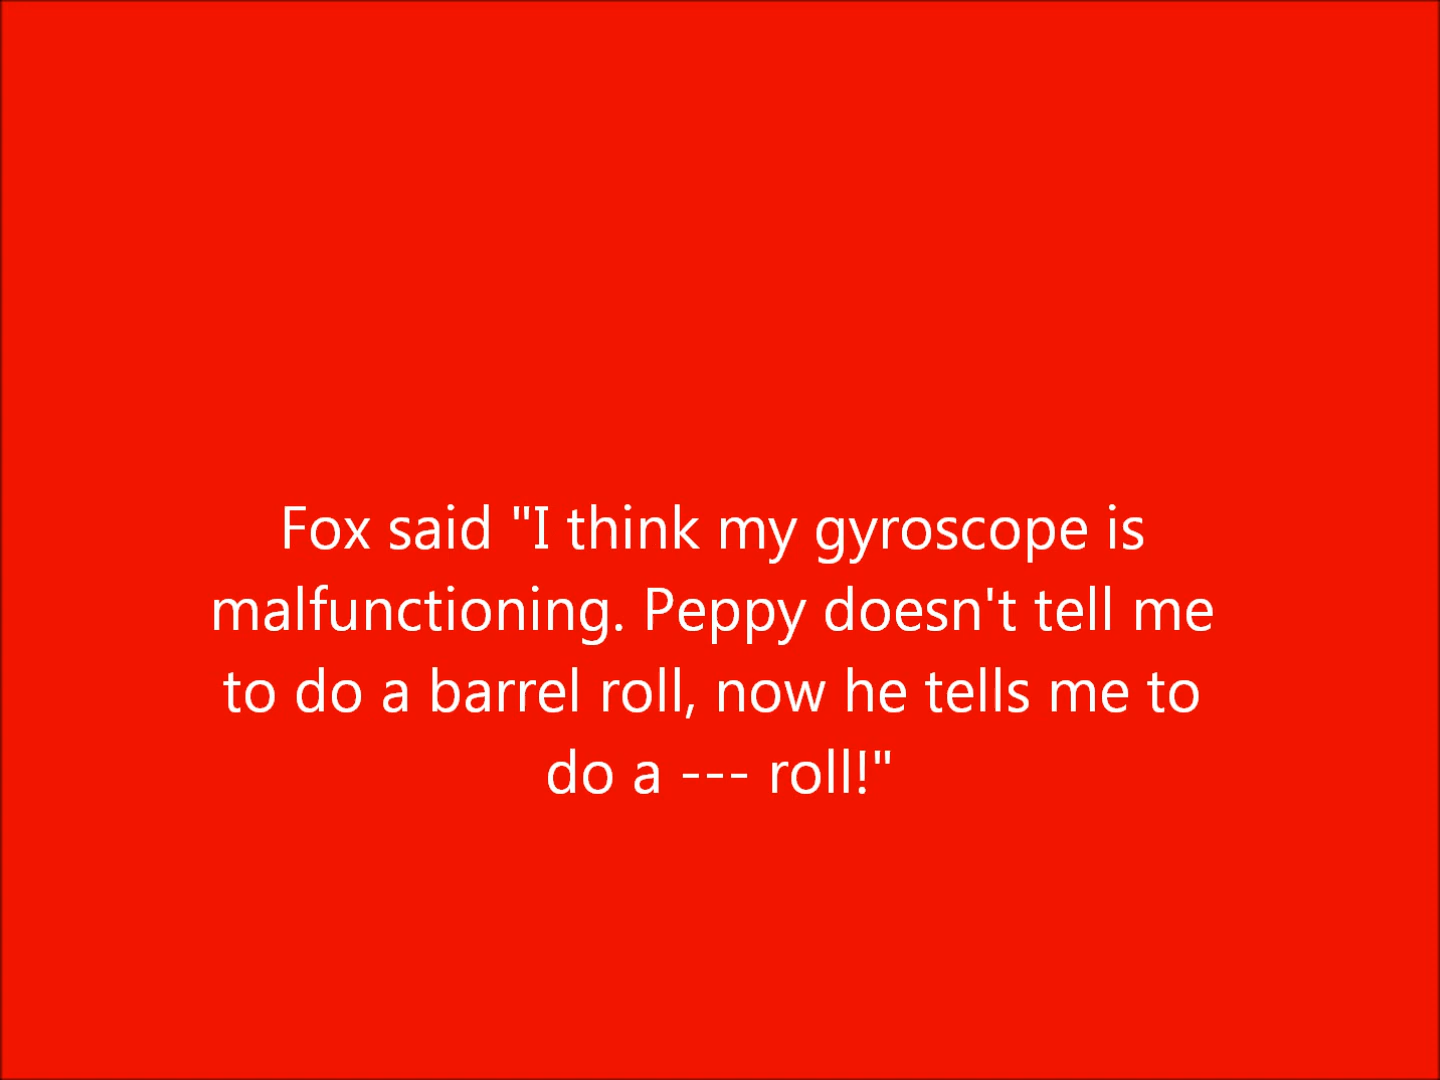 Fox said "I think my gyroscope is
malfunctioning. Peppy doesn't tell me
to do a barrel roll, now he tells me to
do a --- roll!"